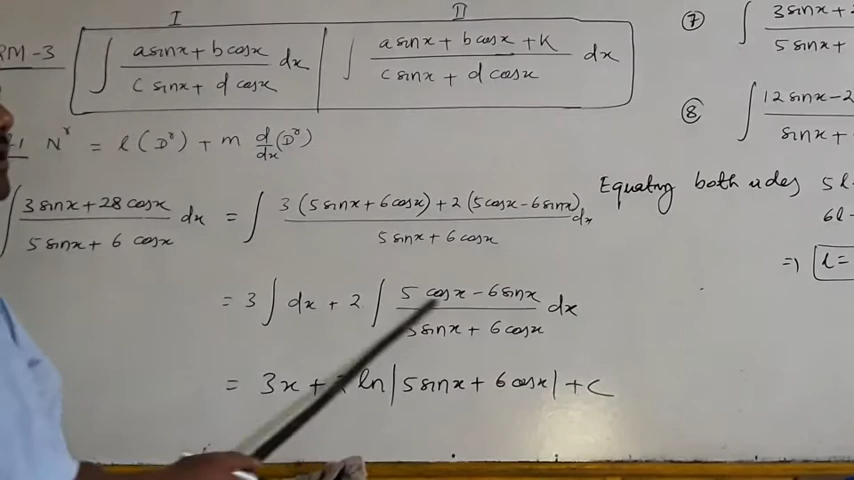 I II
RM-3 ∫ (a sinx + b cosx)/(c sinx + d cosx) dx | ∫ (a sinx + b cosx + K)/(c sinx + d cosx) dx
N^r = l(D^r) + m d/dx(D^r)
∫ (3 sinx + 28 cosx)/(5 sinx + 6 cosx) dx = ∫ (3(5 sinx + 6 cosx) + 2(5 cosx - 6 sinx))/(5 sinx + 6 cosx) dx
= 3 ∫ dx + 2 ∫ (5 cosx - 6 sinx)/(5 sinx + 6 cosx) dx
= 3x + 2 ln|5 sinx + 6 cosx| + C
⑦ ∫ 3 sinx + 2 / 5 sinx +
⑧ ∫ 12 sinx - 2 / sinx +
Equating both sides 5l -
6l -
⇒ l =